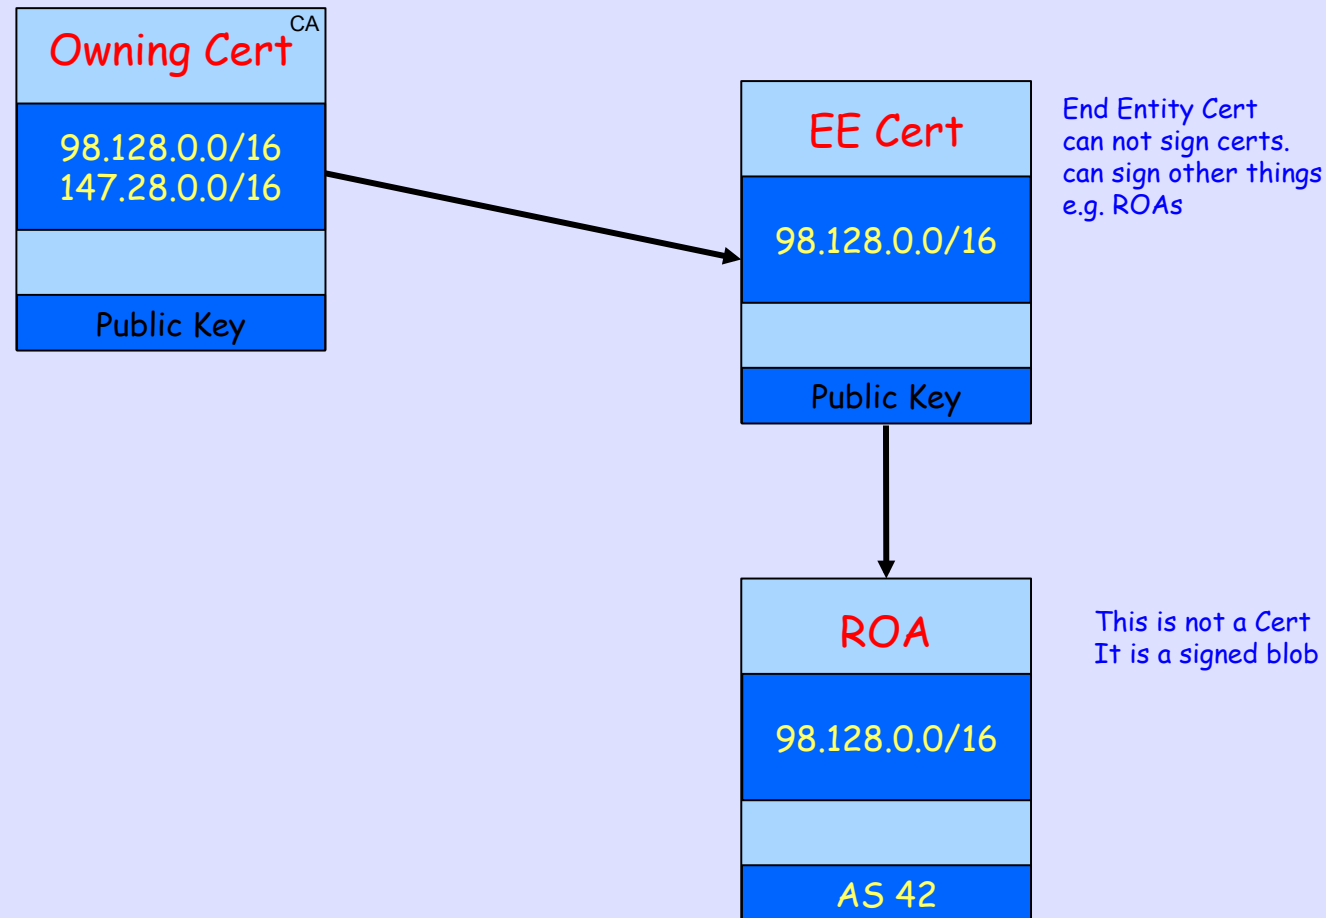 CA
Owning Cert
98.128.0.0/16
147.28.0.0/16
Public Key
EE Cert
98.128.0.0/16
Public Key
End Entity Cert
can not sign certs.
can sign other things
e.g. ROAs
ROA
98.128.0.0/16
AS 42
This is not a Cert
It is a signed blob